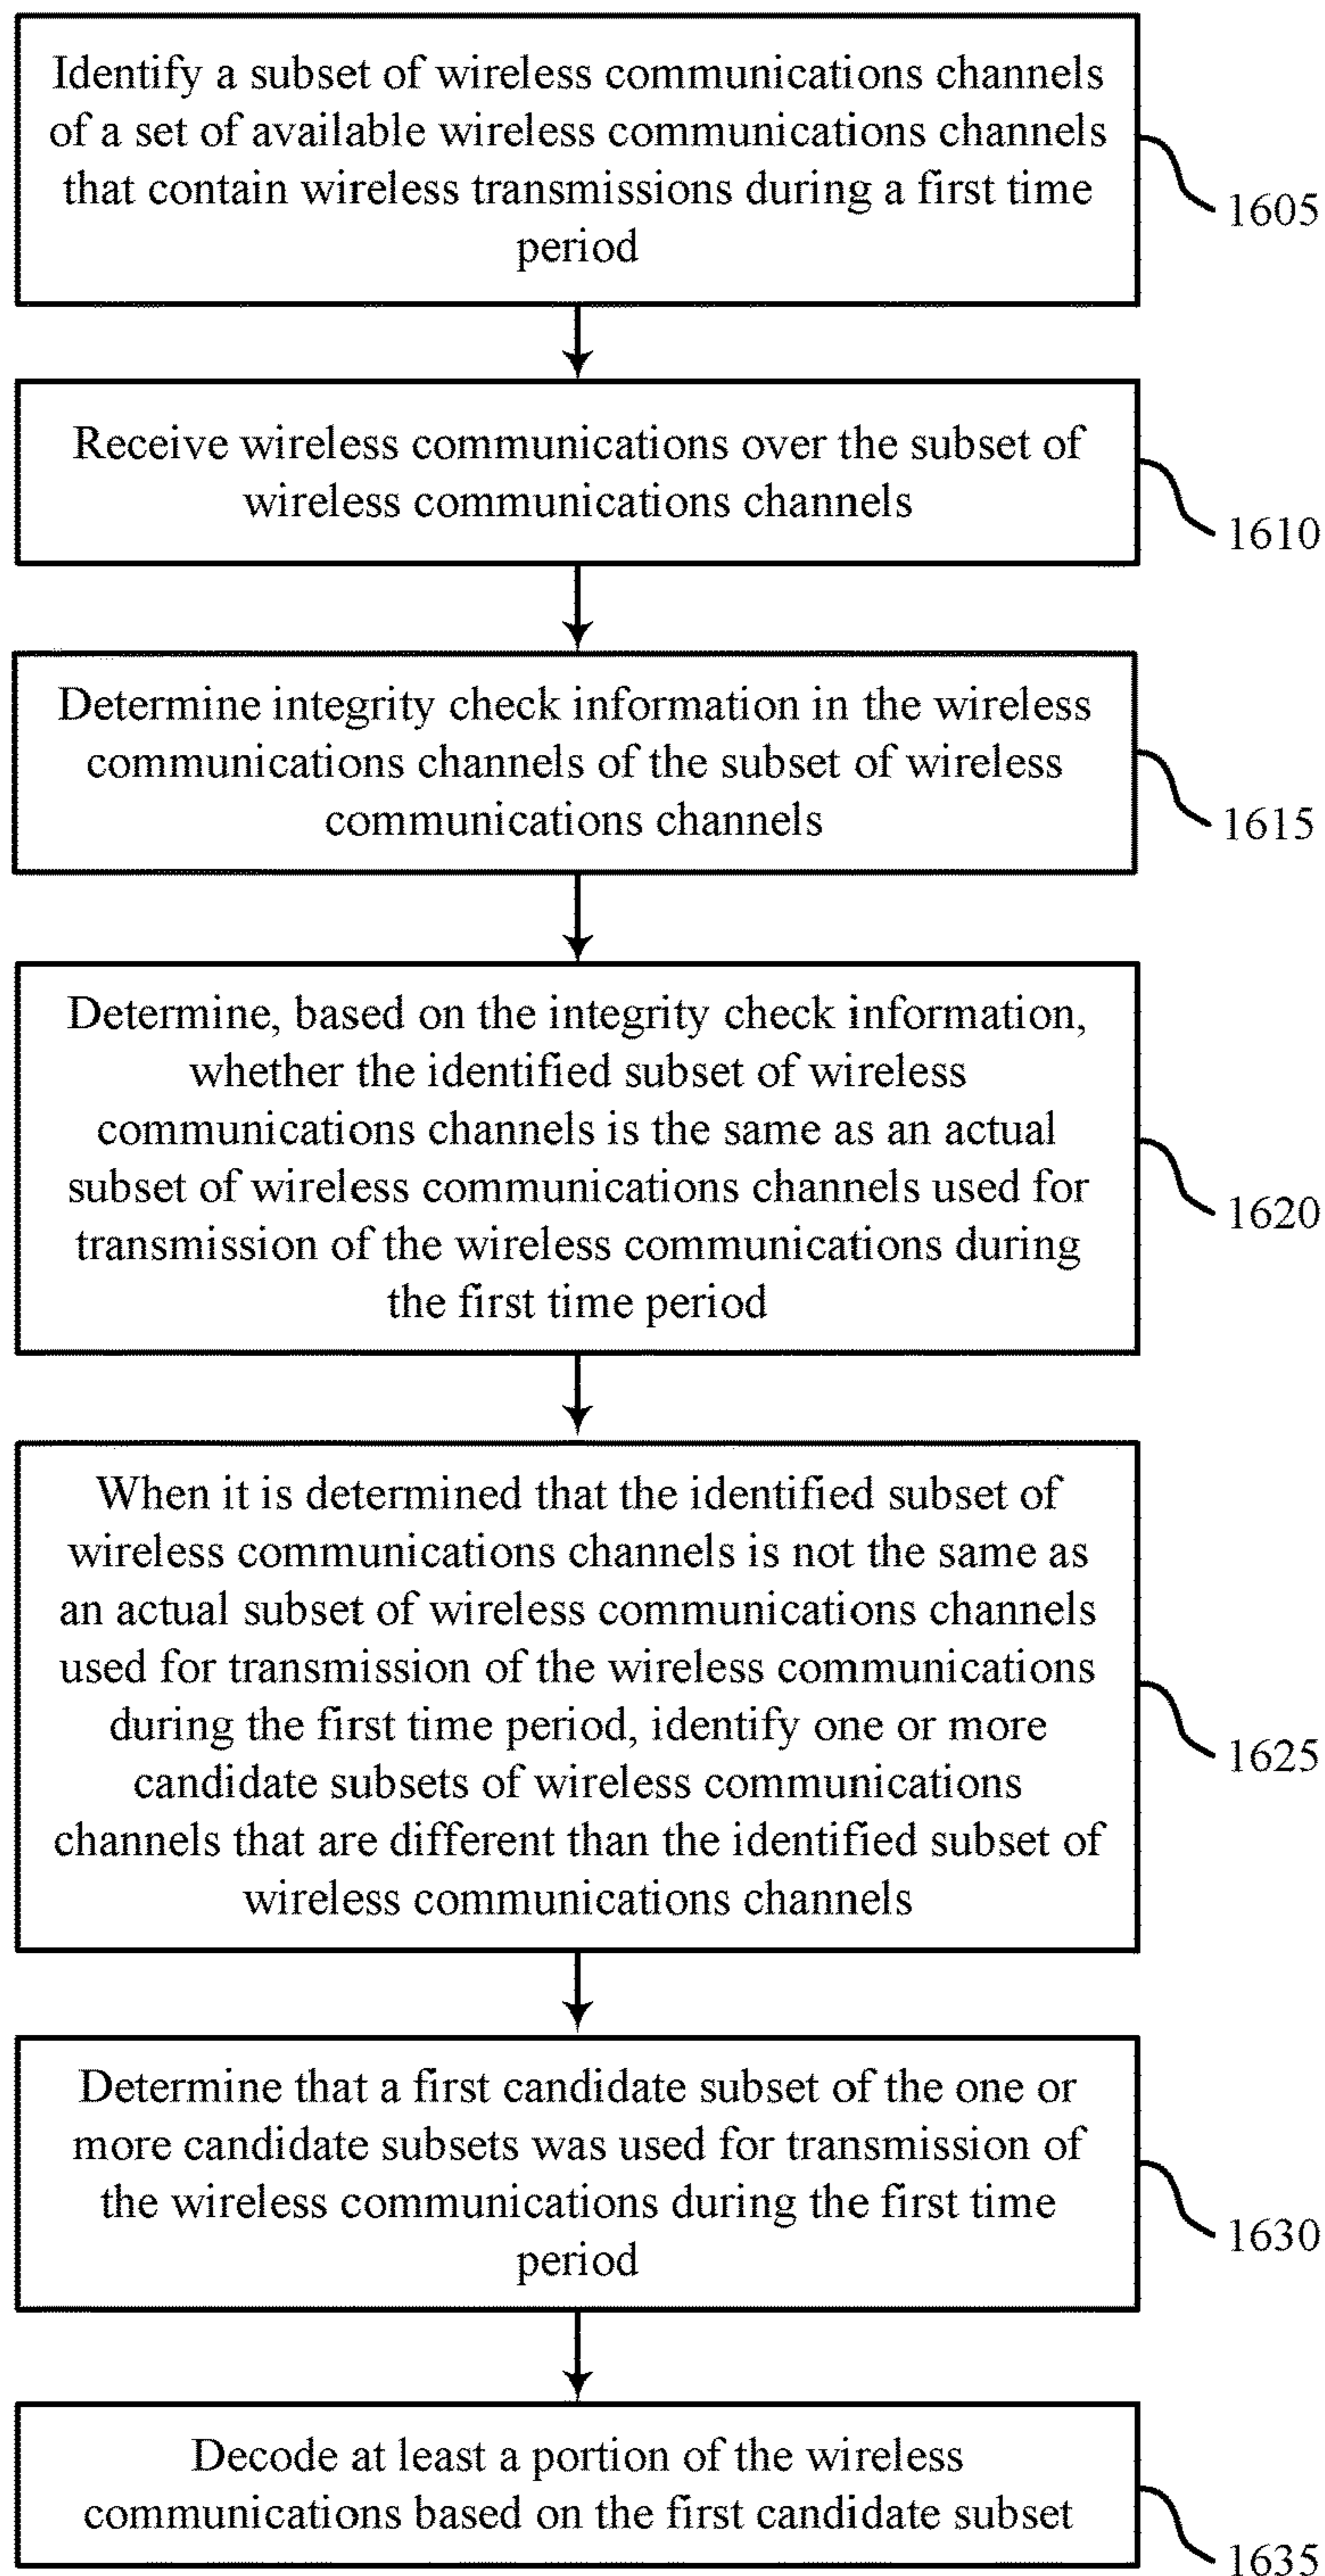 Identify a subset of wireless communications channels
of a set of available wireless communications channels
that contain wireless transmissions during a first time
period
1605
Receive wireless communications over the subset of
wireless communications channels
1610
Determine integrity check information in the wireless
communications channels of the subset of wireless
communications channels
1615
Determine, based on the integrity check information,
whether the identified subset of wireless
communications channels is the same as an actual
subset of wireless communications channels used for
transmission of the wireless communications during
the first time period
1620
When it is determined that the identified subset of
wireless communications channels is not the same as
an actual subset of wireless communications channels
used for transmission of the wireless communications
during the first time period, identify one or more
candidate subsets of wireless communications
channels that are different than the identified subset of
wireless communications channels
1625
Determine that a first candidate subset of the one or
more candidate subsets was used for transmission of
the wireless communications during the first time
period
1630
Decode at least a portion of the wireless
communications based on the first candidate subset
1635